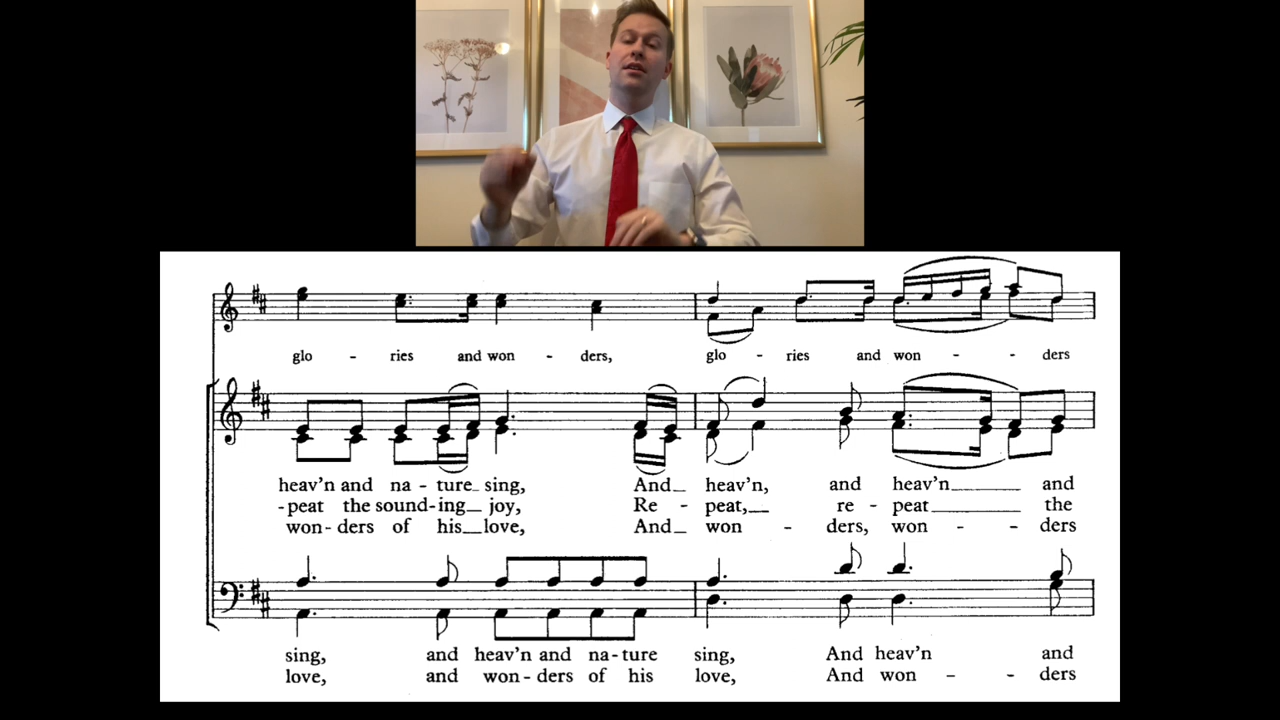 glo - ries and won - ders, glo - ries and won - - ders
heav'n and na - ture_ sing, And_ heav'n, and heav'n_____ and
-peat the sound-ing_ joy, Re - peat,_ re - peat_____ the
won - ders of his_love, And_ won - ders, won - - ders
sing, and heav'n and na - ture sing, And heav'n and
love, and won - ders of his love, And won - - ders